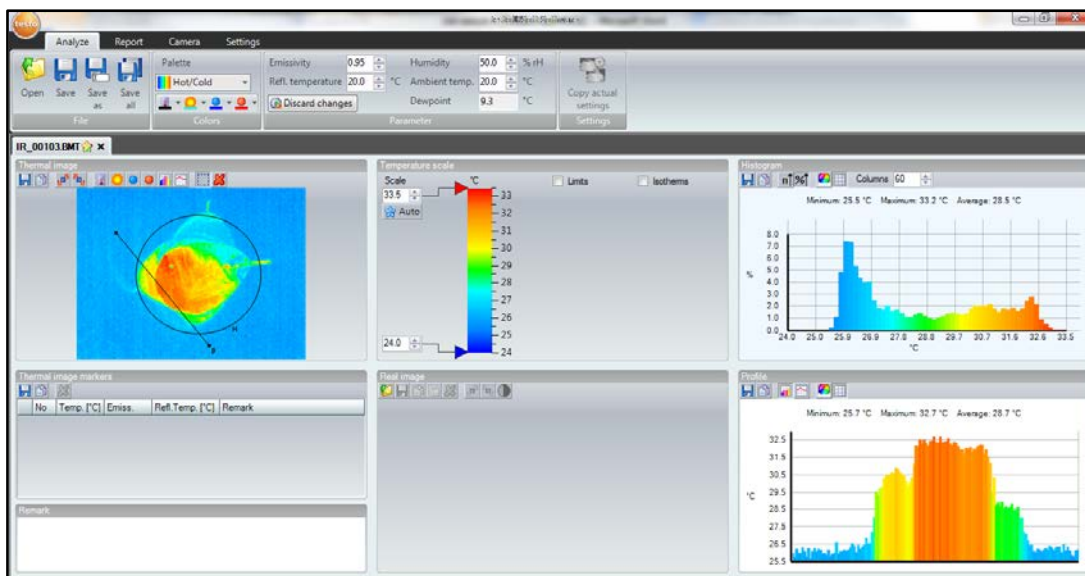 testo
Analyze Report Camera Settings
Open Save Save as Save all
File
Palette
Hot/Cold
Colors
Emissivity 0.95 Humidity 50.0 % rH
Refl. temperature 20.0 °C Ambient temp. 20.0 °C
Discard changes Dewpoint 9.3 °C
Parameter
Copy actual settings
Settings
IR_00103.BMT
Thermal image
H
P
Temperature scale
Scale °C Limits Isotherms
33.5
Auto
33
32
31
30
29
28
27
26
25
24
24.0
Histogram
n % Columns 60
Minimum: 25.5 °C Maximum: 33.2 °C Average: 28.5 °C
%
8.0
7.0
6.0
5.0
4.0
3.0
2.0
1.0
0.0
24.0 25.0 25.9 26.9 27.8 28.8 29.7 30.7 31.6 32.6 33.5
°C
Thermal image markers
No Temp. [°C] Emiss. Refl.Temp. [°C] Remark
Remark
Real image
Profile
Minimum: 25.7 °C Maximum: 32.7 °C Average: 28.7 °C
°C
32.5
31.5
30.5
29.5
28.5
27.5
26.5
25.5